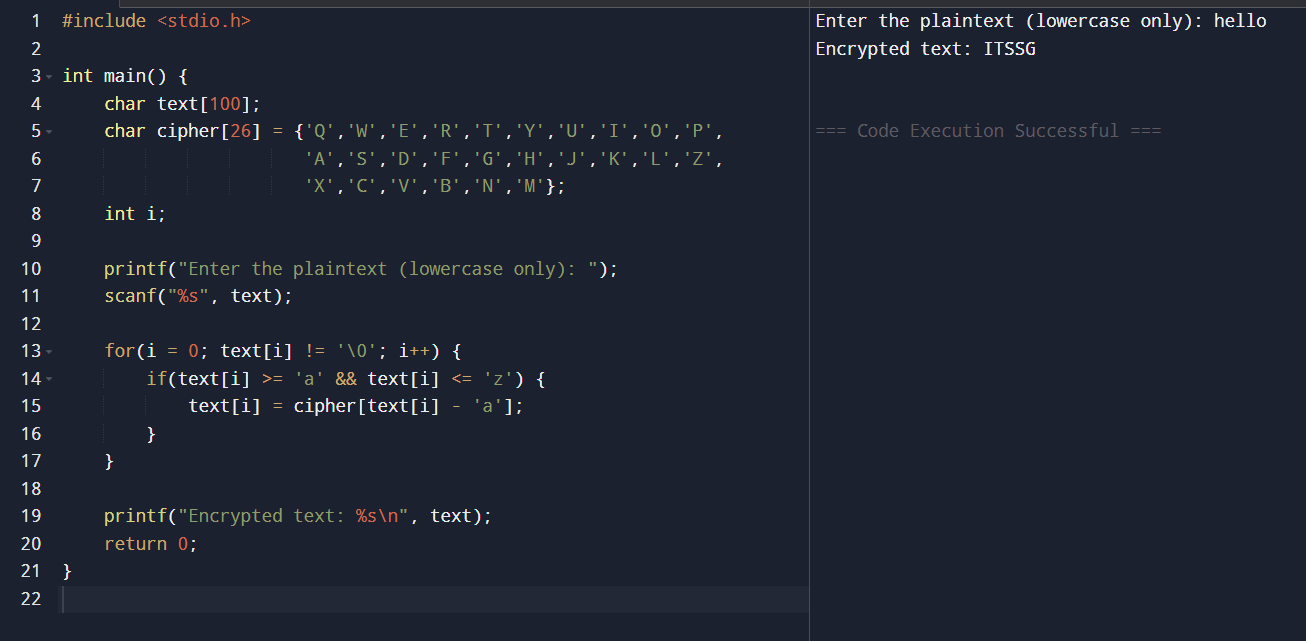 1 #include <stdio.h>
2
3 int main() {
4     char text[100];
5     char cipher[26] = {'Q','W','E','R','T','Y','U','I','O','P',
6                        'A','S','D','F','G','H','J','K','L','Z',
7                        'X','C','V','B','N','M'};
8     int i;
9
10     printf("Enter the plaintext (lowercase only): ");
11     scanf("%s", text);
12
13     for(i = 0; text[i] != '\0'; i++) {
14         if(text[i] >= 'a' && text[i] <= 'z') {
15             text[i] = cipher[text[i] - 'a'];
16         }
17     }
18
19     printf("Encrypted text: %s\n", text);
20     return 0;
21 }
22
Enter the plaintext (lowercase only): hello
Encrypted text: ITSSG
=== Code Execution Successful ===